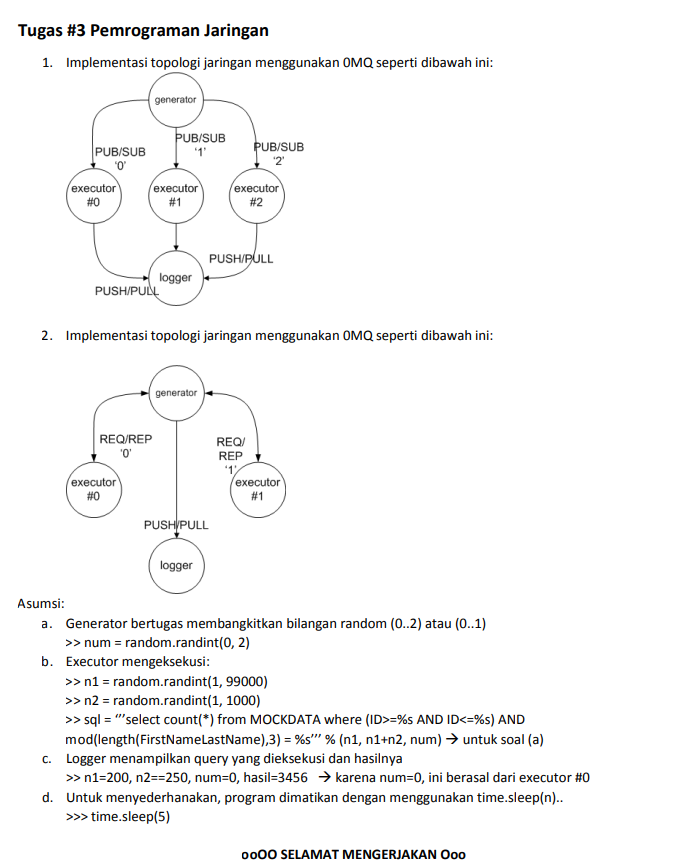 Tugas #3 Pemrograman Jaringan
1. Implementasi topologi jaringan menggunakan 0MQ seperti dibawah ini:
generator
PUB/SUB
'0'
PUB/SUB
'1'
PUB/SUB
'2'
executor
#0
executor
#1
executor
#2
PUSH/PULL
logger
PUSH/PULL
2. Implementasi topologi jaringan menggunakan 0MQ seperti dibawah ini:
generator
REQ/REP
'0'
REQ/
REP
'1'
executor
#0
executor
#1
PUSH/PULL
logger
Asumsi:
a. Generator bertugas membangkitkan bilangan random (0..2) atau (0..1)
>> num = random.randint(0, 2)
b. Executor mengeksekusi:
>> n1 = random.randint(1, 99000)
>> n2 = random.randint(1, 1000)
>> sql = "'select count(*) from MOCKDATA where (ID>=%s AND ID<=%s) AND
mod(length(FirstNameLastName),3) = %s'" % (n1, n1+n2, num) → untuk soal (a)
c. Logger menampilkan query yang dieksekusi dan hasilnya
>> n1=200, n2==250, num=0, hasil=3456 → karena num=0, ini berasal dari executor #0
d. Untuk menyederhanakan, program dimatikan dengan menggunakan time.sleep(n)..
>>> time.sleep(5)
ooOO SELAMAT MENGERJAKAN Ooo